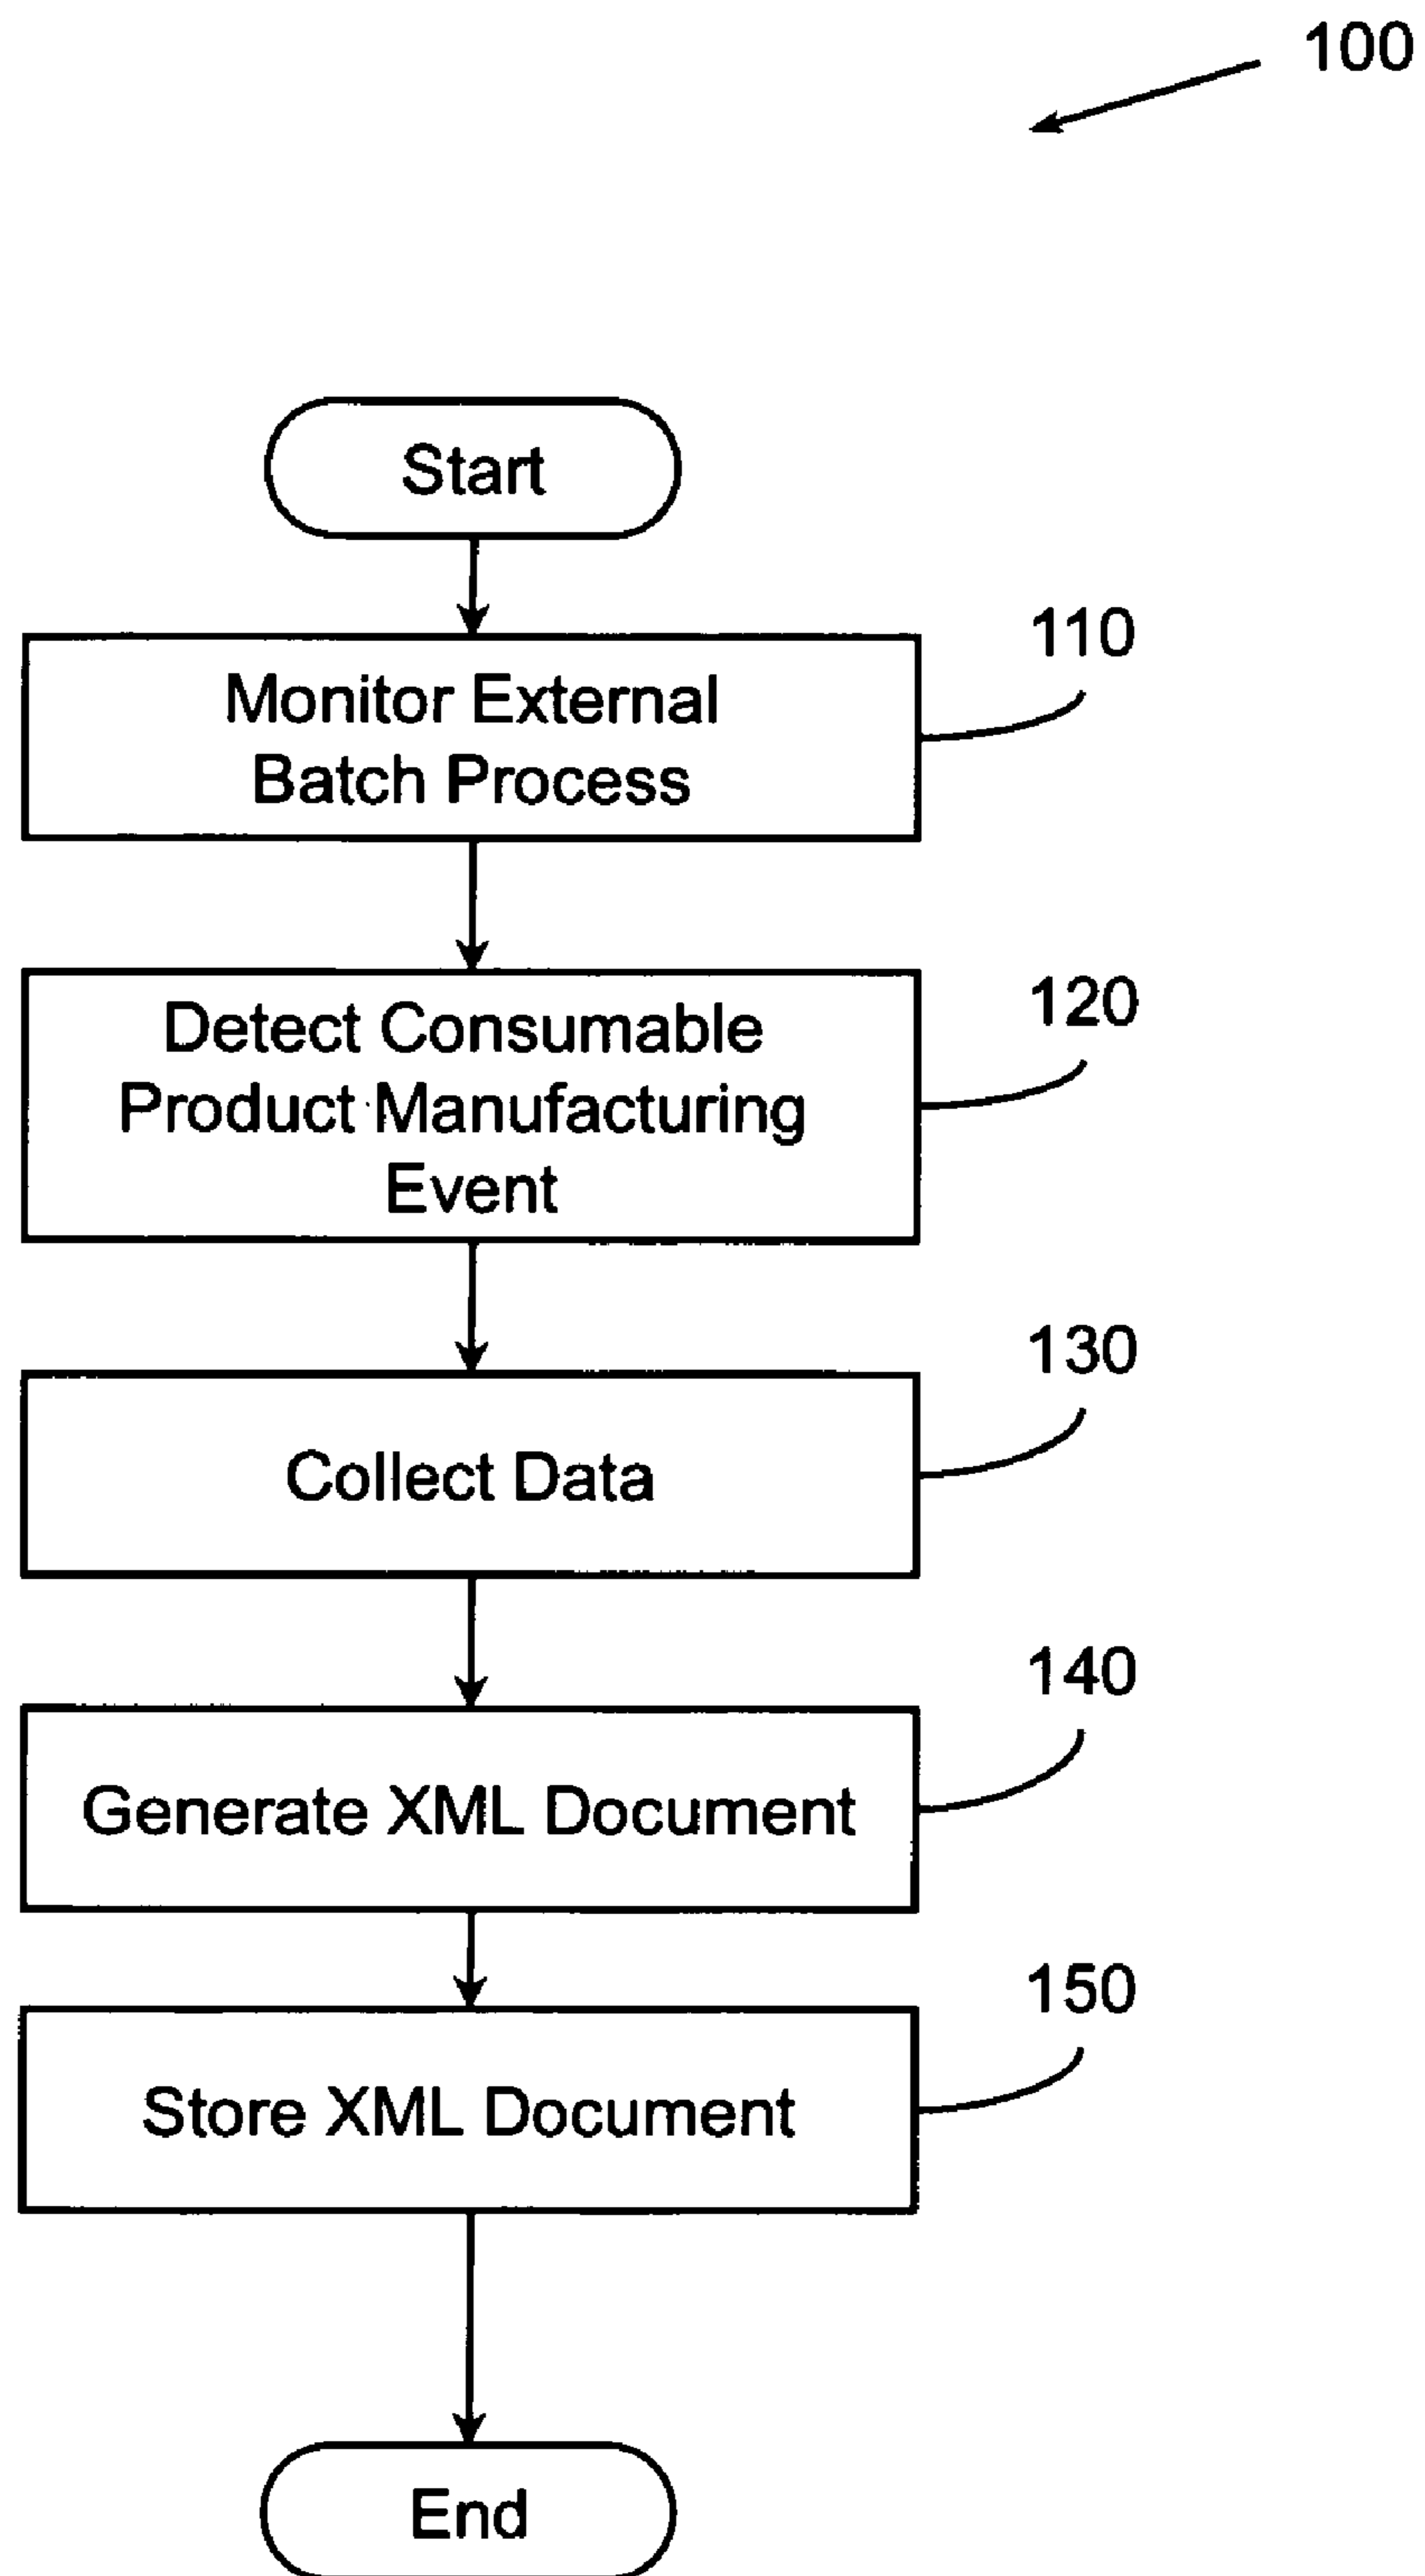 100
Start
110
Monitor External
Batch Process
120
Detect Consumable
Product Manufacturing
Event
130
Collect Data
140
Generate XML Document
150
Store XML Document
End